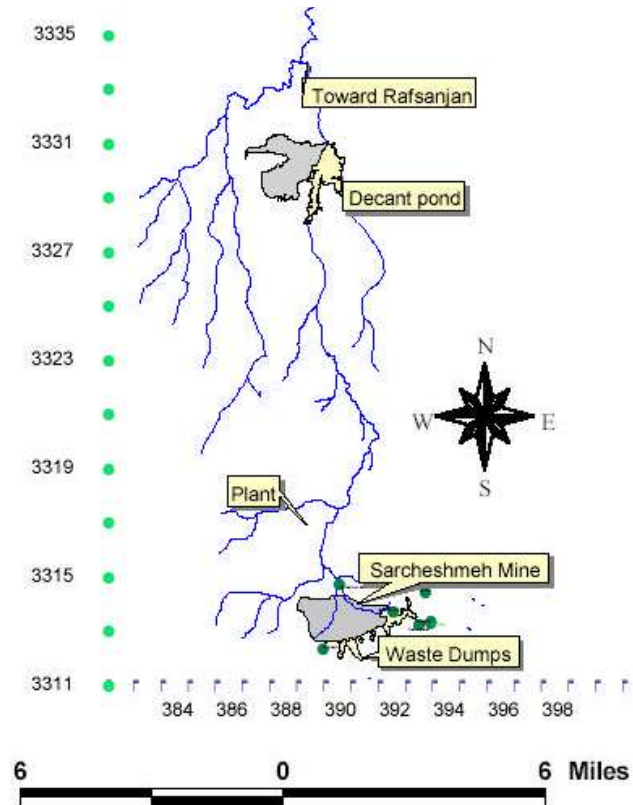 3335
Toward Rafsanjan
3331
Decant pond
3327
3323
N
W E
S
3319
Plant
3315
Sarcheshmeh Mine
Waste Dumps
3311
384 386 388 390 392 394 396 398
6 0 6 Miles